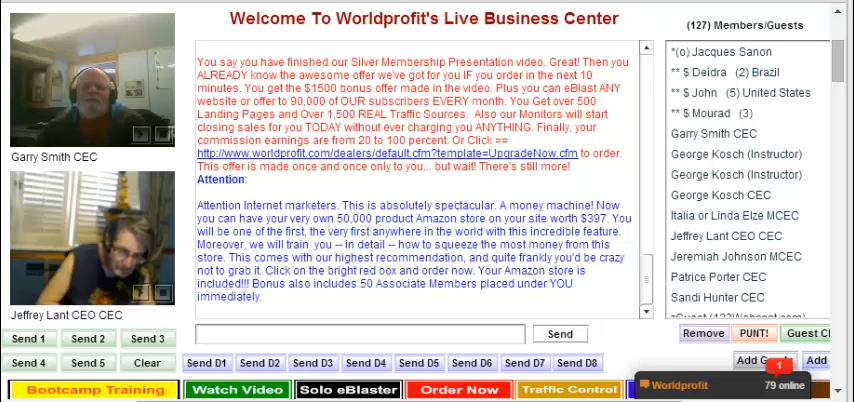 Welcome To Worldprofit's Live Business Center
(127) Members/Guests
Garry Smith CEC
Jeffrey Lant CEO CEC
You say you have finished our Silver Membership Presentation video. Great! Then you
ALREADY know the awesome offer we've got for you IF you order in the next 10
minutes. You get the $1500 bonus offer made in the video. Plus you can eBlast ANY
website or offer to 90,000 of OUR subscribers EVERY month. You Get over 500
Landing Pages and Over 1,500 REAL Traffic Sources. Also our Monitors will start
closing sales for you TODAY without ever charging you ANYTHING. Finally, your
commission earnings are from 20 to 100 percent. Or Click ==
http://www.worldprofit.com/dealers/default.cfm?template=UpgradeNow.cfm to order.
This offer is made once and once only to you... but wait! There's still more!
Attention:
Attention Internet marketers. This is absolutely spectacular. A money machine! Now
you can have your very own 50,000 product Amazon store on your site worth $397. You
will be one of the first, the very first anywhere in the world with this incredible feature.
Moreover, we will train you -- in detail -- how to squeeze the most money from this
store. This comes with our highest recommendation, and quite frankly you'd be crazy
not to grab it. Click on the bright red box and order now. Your Amazon store is
included!!! Bonus also includes 50 Associate Members placed under YOU
immediately.
*(o) Jacques Sanon
** $ Deidra (2) Brazil
** $ John (5) United States
** $ Mourad (3)
Garry Smith CEC
George Kosch (Instructor)
George Kosch (Instructor)
George Kosch CEC
Italia or Linda Elze MCEC
Jeffrey Lant CEO CEC
Jeremiah Johnson MCEC
Patrice Porter CEC
Sandi Hunter CEC
Send
Remove PUNT! Guest
Send 1 Send 2 Send 3
Send 4 Send 5 Clear
Send D1 Send D2 Send D3 Send D4 Send D5 Send D6 Send D7 Send D8
Add Add
Bootcamp Training Watch Video Solo eBlaster Order Now Traffic Control
Worldprofit 1 79 online